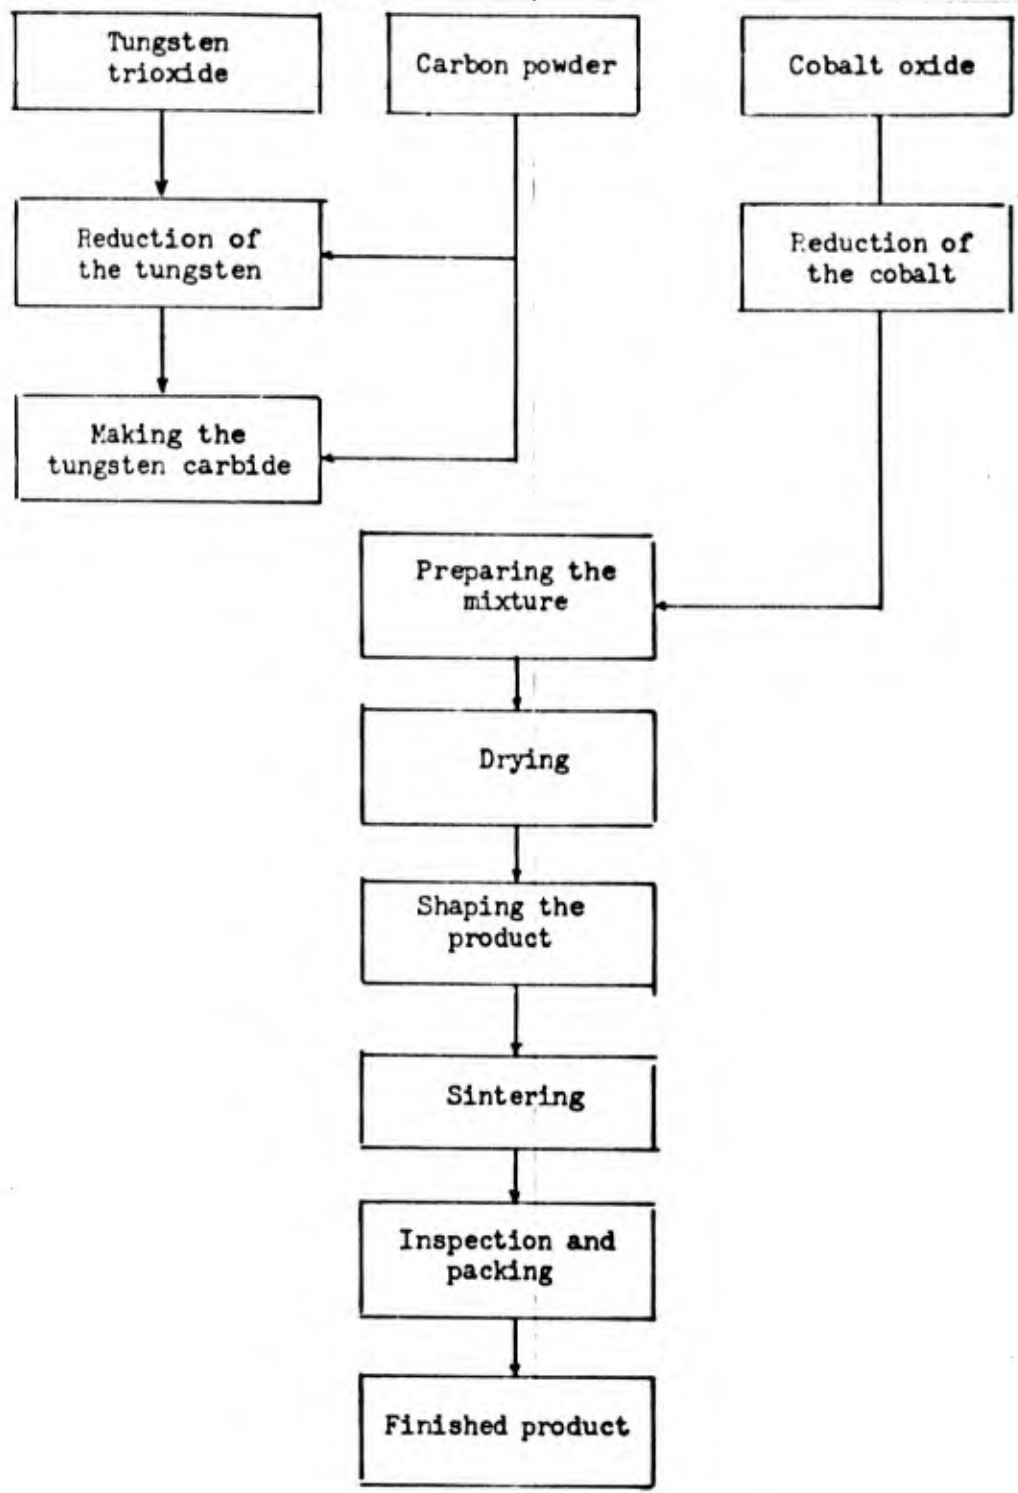 Tungsten
trioxide
Carbon powder
Cobalt oxide
Reduction of
the tungsten
Reduction of
the cobalt
Making the
tungsten carbide
Preparing the
mixture
Drying
Shaping the
product
Sintering
Inspection and
packing
Finished product